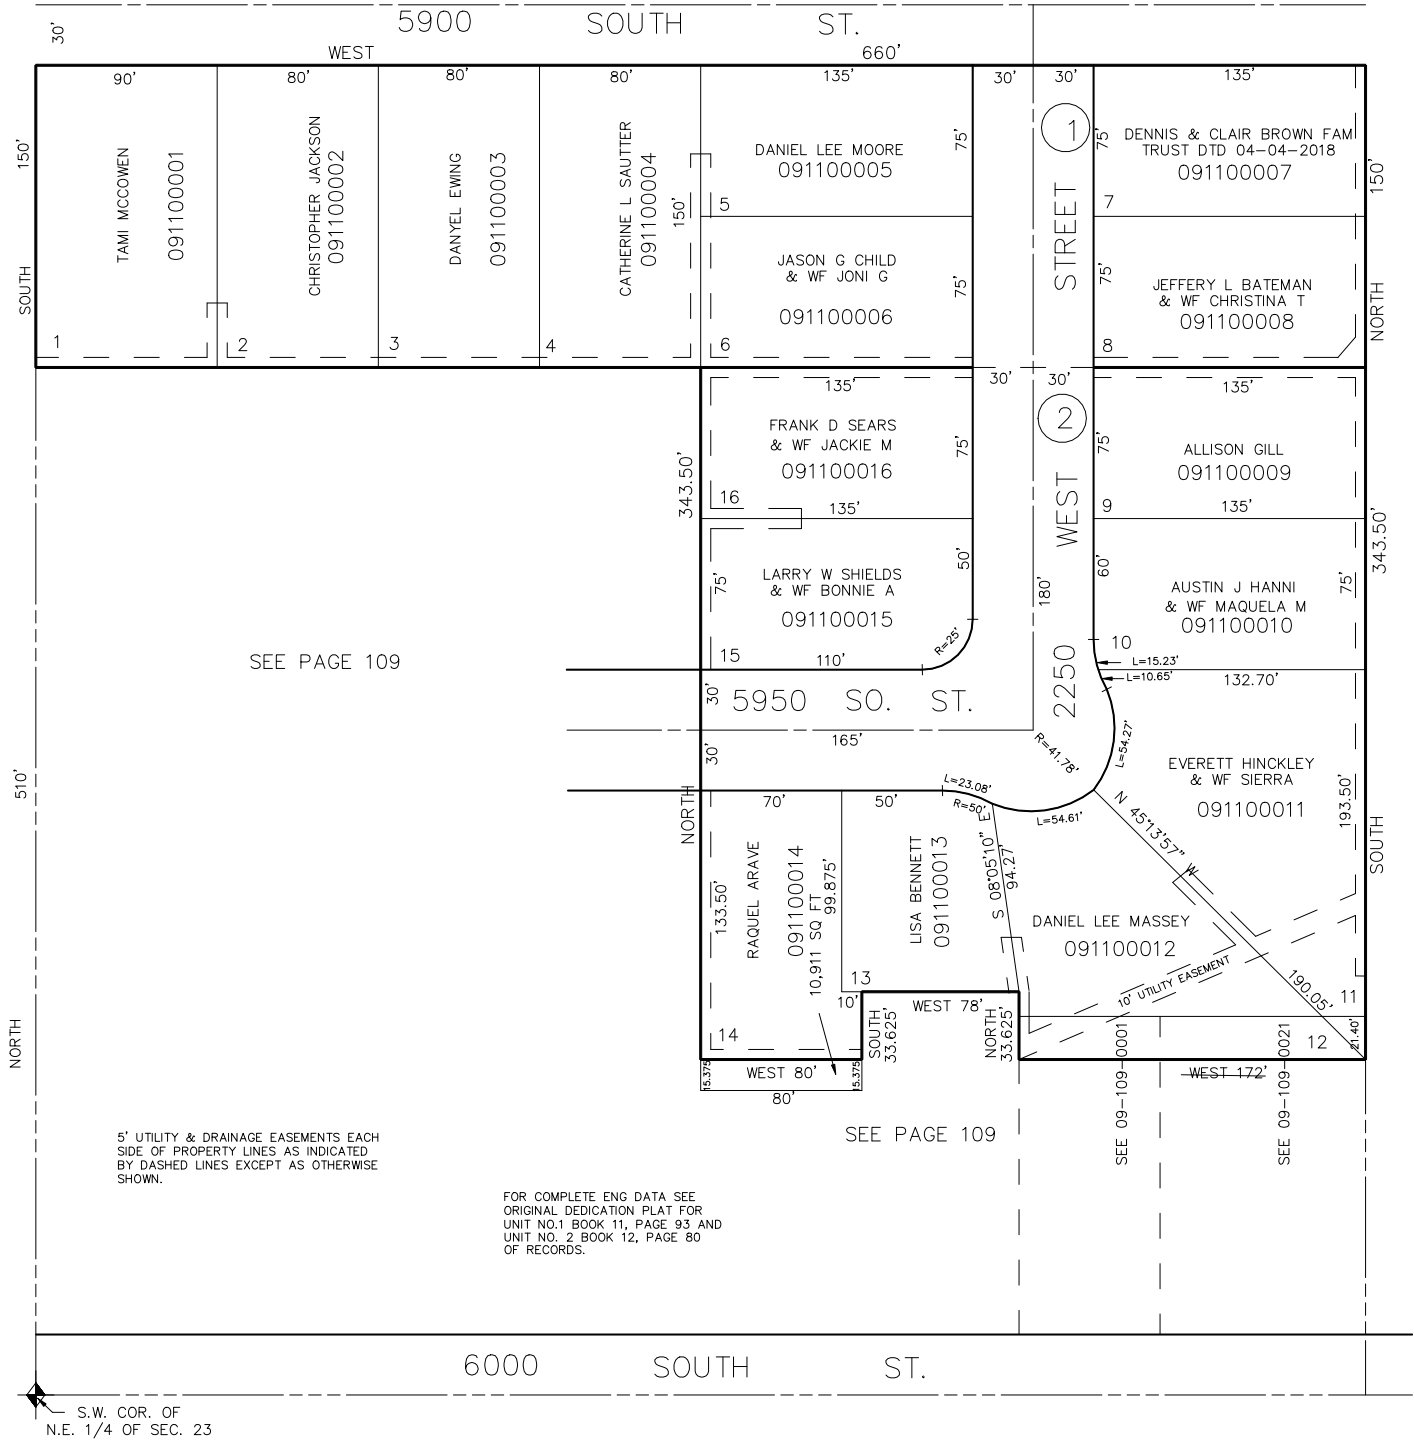 5900 SOUTH ST.
30'
WEST
660'
90'
80'
80'
80'
135'
30'
30'
135'
150'
SOUTH
TAMI MCCOWEN
091100001
1
CHRISTOPHER JACKSON
091100002
2
DANYEL EWING
091100003
3
CATHERINE L SAUTTER
091100004
4
150'
DANIEL LEE MOORE
091100005
5
75'
JASON G CHILD
& WF JONI G
091100006
6
75'
1
STREET
75'
DENNIS & CLAIR BROWN FAM
TRUST DTD 04-04-2018
091100007
7
150'
75'
JEFFERY L BATEMAN
& WF CHRISTINA T
091100008
8
NORTH
135'
30'
30'
135'
2
FRANK D SEARS
& WF JACKIE M
091100016
16
75'
343.50'
135'
WEST
75'
ALLISON GILL
091100009
9
135'
343.50'
LARRY W SHIELDS
& WF BONNIE A
091100015
15
75'
50'
R=25'
110'
180'
60'
AUSTIN J HANNI
& WF MAQUELA M
091100010
10
75'
L=15.23'
L=10.65'
132.70'
SEE PAGE 109
2250
30'
5950 SO. ST.
165'
30'
R=41.78'
L=54.27'
EVERETT HINCKLEY
& WF SIERRA
091100011
11
193.50'
510'
NORTH
SOUTH
70'
50'
L=23.08'
R=50'
L=54.61'
RAQUEL ARAVE
091100014
10,911 SQ FT
99.875'
133.50'
14
LISA BENNETT
091100013
13
10'
S 08°05'10" E
94.27
N 45°13'57" W
190.05'
DANIEL LEE MASSEY
091100012
12
10' UTILITY EASEMENT
21.40'
WEST 78'
SOUTH
33.625'
NORTH
33.625'
NORTH
WEST 80'
15.375
15.375
80'
WEST 172'
SEE 09-109-0001
SEE 09-109-0021
SEE PAGE 109
5' UTILITY & DRAINAGE EASEMENTS EACH
SIDE OF PROPERTY LINES AS INDICATED
BY DASHED LINES EXCEPT AS OTHERWISE
SHOWN.
FOR COMPLETE ENG DATA SEE
ORIGINAL DEDICATION PLAT FOR
UNIT NO.1 BOOK 11, PAGE 93 AND
UNIT NO. 2 BOOK 12, PAGE 80
OF RECORDS.
6000 SOUTH ST.
S.W. COR. OF
N.E. 1/4 OF SEC. 23